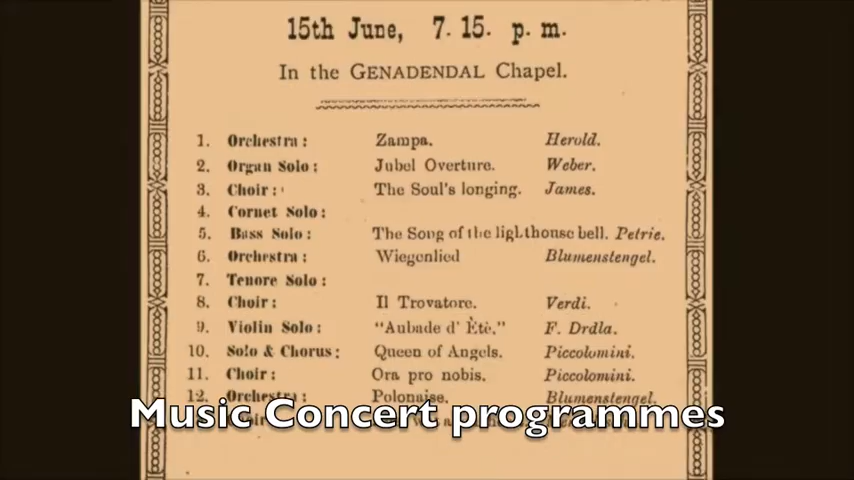 15th June, 7. 15. p. m.
In the GENADENDAL Chapel.
1. Orchestra: Zampa. Herold.
2. Organ Solo: Jubel Overture. Weber.
3. Choir: The Soul's longing. James.
4. Cornet Solo:
5. Bass Solo: The Song of the lighthouse bell. Petrie.
6. Orchestra: Wiegenlied Blumenstengel.
7. Tenore Solo:
8. Choir: Il Trovatore. Verdi.
9. Violin Solo: "Aubade d' Ètè." F. Drdla.
10. Solo & Chorus: Queen of Angels. Piccolomini.
11. Choir: Ora pro nobis. Piccolomini.
12. Orchestra: Polonaise. Blumenstengel.
Music Concert programmes